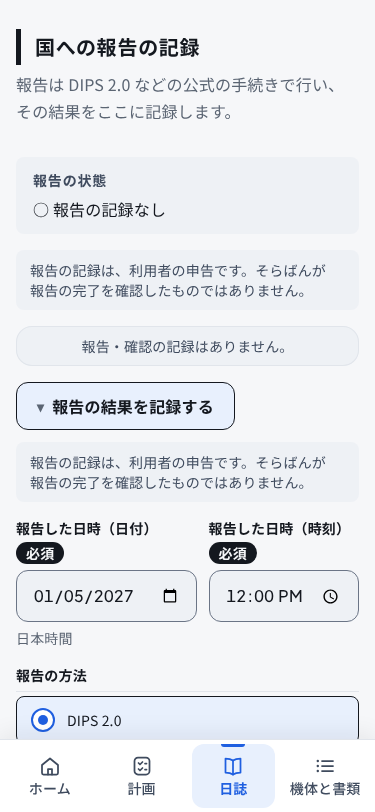 国への報告の記録
報告は DIPS 2.0 などの公式の手続きで行い、
その結果をここに記録します。
報告の状態
○ 報告の記録なし
報告の記録は、利用者の申告です。そらばんが
報告の完了を確認したものではありません。
報告・確認の記録はありません。
▼ 報告の結果を記録する
報告の記録は、利用者の申告です。そらばんが
報告の完了を確認したものではありません。
報告した日時（日付） 報告した日時（時刻）
必須 必須
01/05/2027 12:00 PM
日本時間
報告の方法
DIPS 2.0
ホーム 計画 日誌 機体と書類